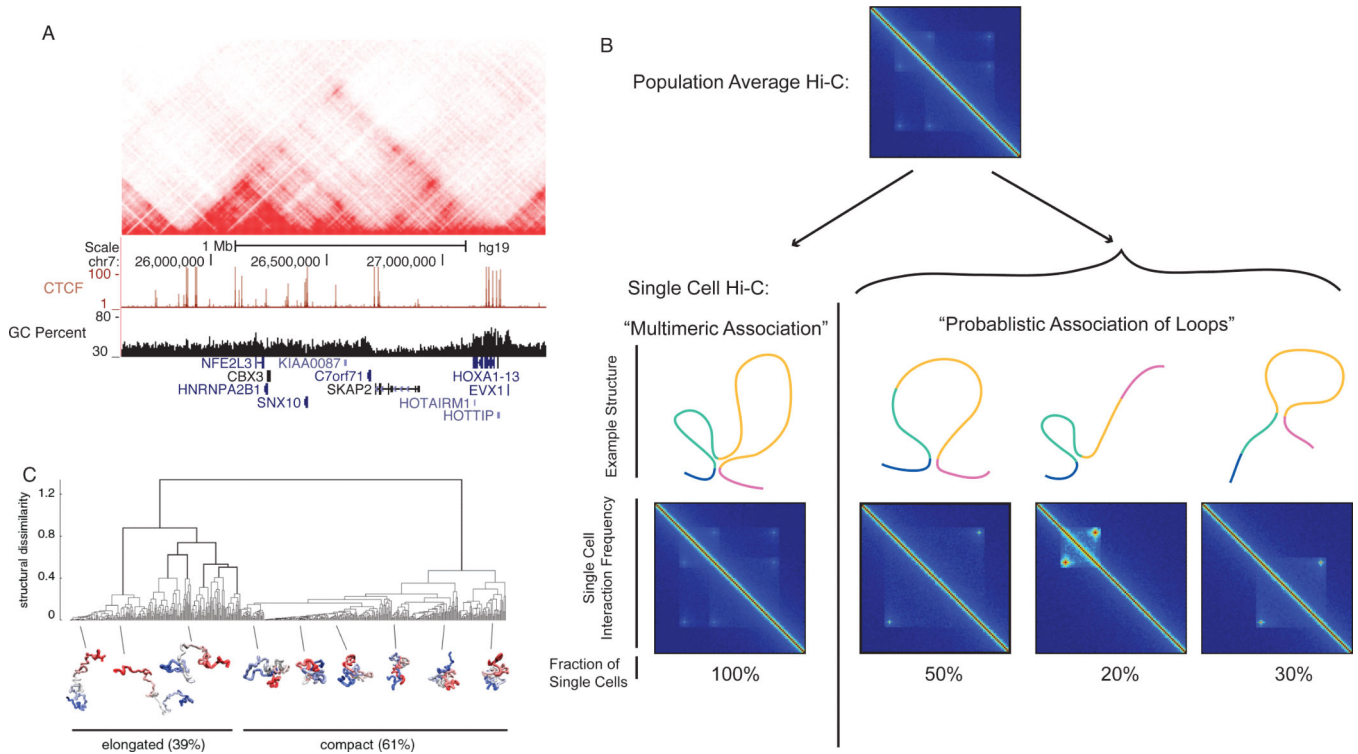 A
Scale
1 Mb
hg19
chr7:
26,000,000
26,500,000
27,000,000
100
CTCF
1
80
GC Percent
30
NFE2L3
KIAA0087
CBX3
C7orf71
HOXA1-13
HNRNPA2B1
SKAP2
EVX1
SNX10
HOTAIRM1
HOTTIP
B
Population Average Hi-C:
Single Cell Hi-C:
“Multimeric Association”
“Probablistic Association of Loops”
Example Structure
Single Cell
Interaction Frequency
Fraction of
Single Cells
100%
50%
20%
30%
C
structural dissimilarity
1.2
0.8
0.4
0
elongated (39%)
compact (61%)